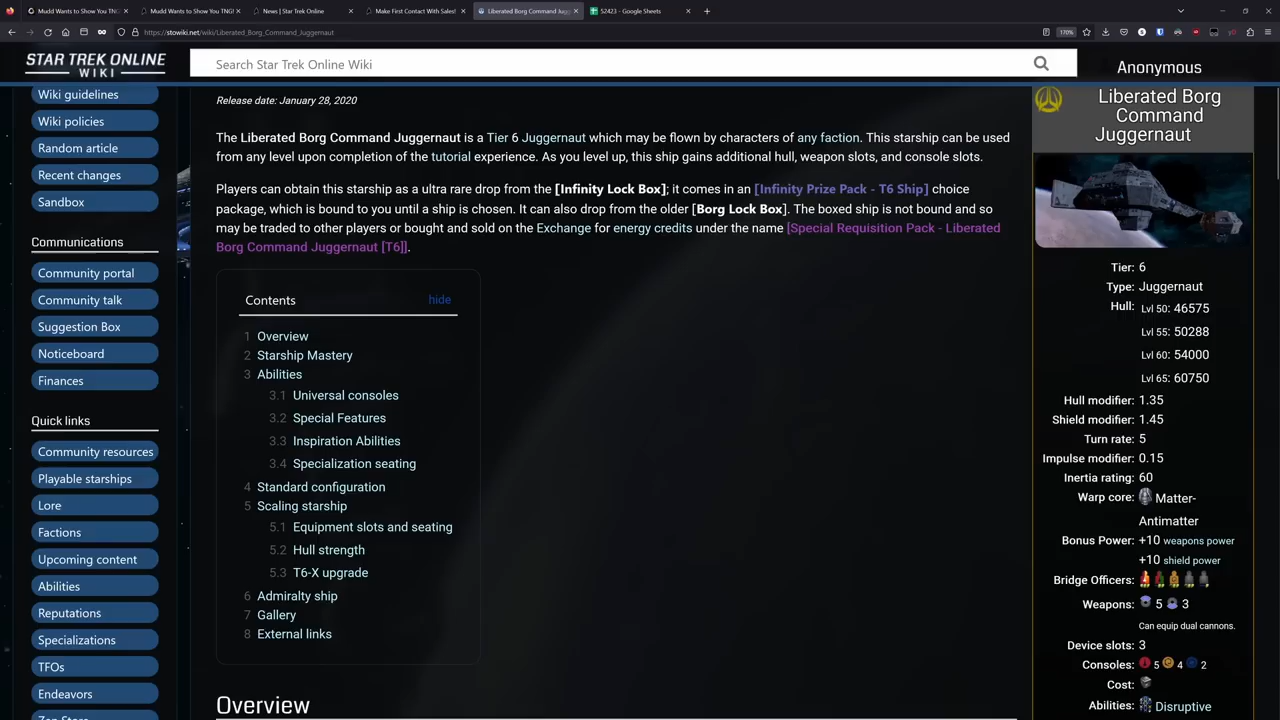 Mudd Wants to Show You TNG!
Mudd Wants to Show You TNG!
News | Star Trek Online
Make First Contact With Sales!
Liberated Borg Command Jugg
52423 - Google Sheets
https://stowiki.net/wiki/Liberated_Borg_Command_Juggernaut
170%
STAR TREK ONLINE
WIKI
Search Star Trek Online Wiki
Anonymous
Wiki guidelines
Wiki policies
Random article
Recent changes
Sandbox
Communications
Community portal
Community talk
Suggestion Box
Noticeboard
Finances
Quick links
Community resources
Playable starships
Lore
Factions
Upcoming content
Abilities
Reputations
Specializations
TFOs
Endeavors
Zen Store
Release date: January 28, 2020
The Liberated Borg Command Juggernaut is a Tier 6 Juggernaut which may be flown by characters of any faction. This starship can be used
from any level upon completion of the tutorial experience. As you level up, this ship gains additional hull, weapon slots, and console slots.
Players can obtain this starship as a ultra rare drop from the [Infinity Lock Box]; it comes in an [Infinity Prize Pack - T6 Ship] choice
package, which is bound to you until a ship is chosen. It can also drop from the older [Borg Lock Box]. The boxed ship is not bound and so
may be traded to other players or bought and sold on the Exchange for energy credits under the name [Special Requisition Pack - Liberated
Borg Command Juggernaut [T6]].
Contents hide
1 Overview
2 Starship Mastery
3 Abilities
3.1 Universal consoles
3.2 Special Features
3.3 Inspiration Abilities
3.4 Specialization seating
4 Standard configuration
5 Scaling starship
5.1 Equipment slots and seating
5.2 Hull strength
5.3 T6-X upgrade
6 Admiralty ship
7 Gallery
8 External links
Overview
Liberated Borg
Command
Juggernaut
Tier: 6
Type: Juggernaut
Hull: Lvl 50: 46575
Lvl 55: 50288
Lvl 60: 54000
Lvl 65: 60750
Hull modifier: 1.35
Shield modifier: 1.45
Turn rate: 5
Impulse modifier: 0.15
Inertia rating: 60
Warp core: Matter-
Antimatter
Bonus Power: +10 weapons power
+10 shield power
Bridge Officers:
Weapons: 5 3
Can equip dual cannons.
Device slots: 3
Consoles: 5 4 2
Cost:
Abilities: Disruptive